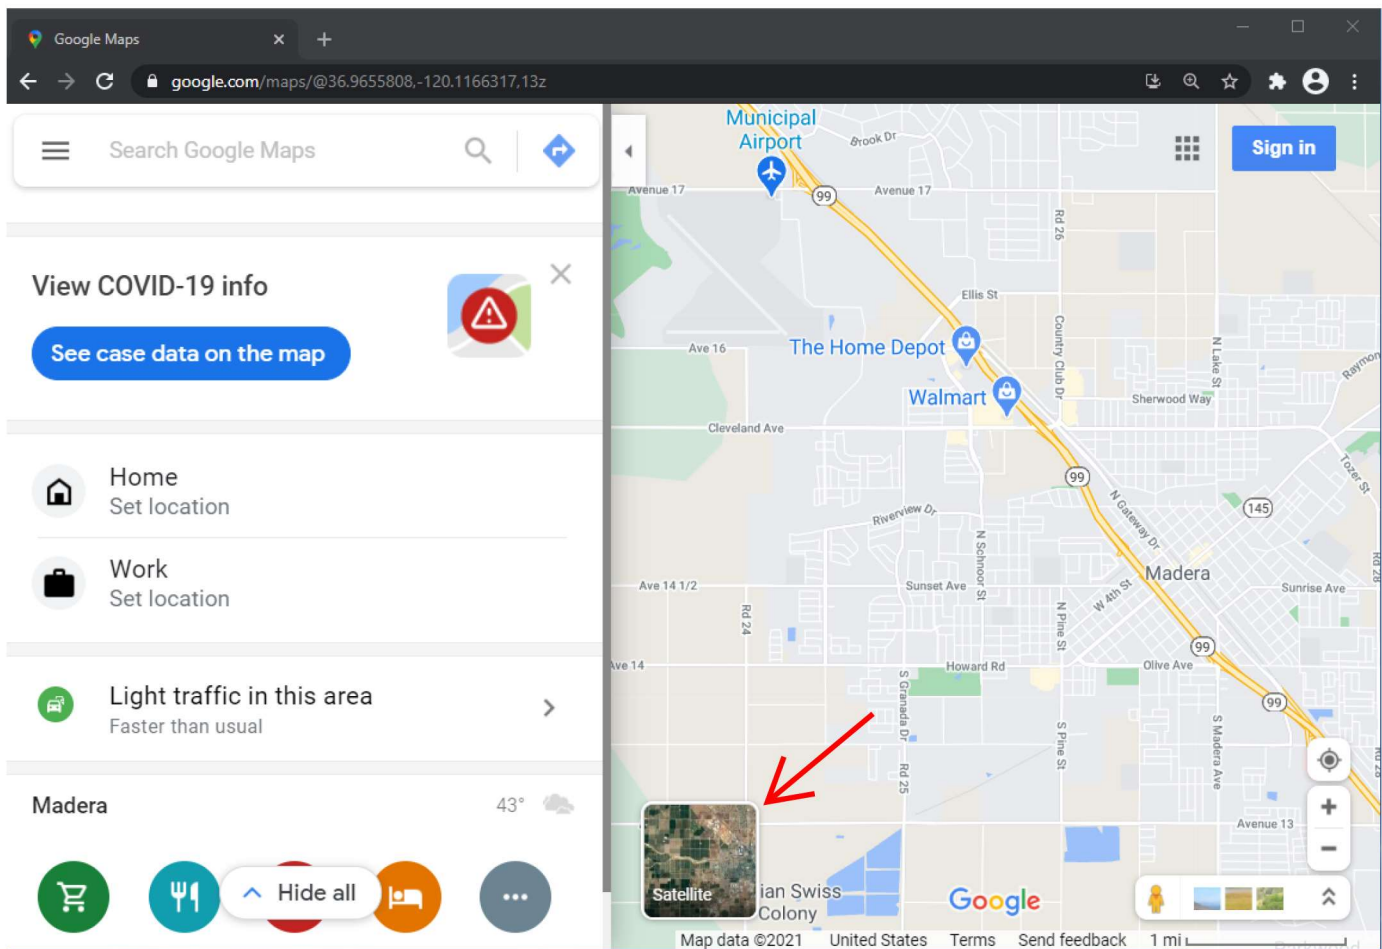 Google Maps
google.com/maps/@36.9655808,-120.1166317,13z
Search Google Maps
Sign in
View COVID-19 info
See case data on the map
Home
Set location
Work
Set location
Light traffic in this area
Faster than usual
Madera
43°
Hide all
Municipal
Airport
Brook Dr
Avenue 17
99
Avenue 17
Rd 26
Ellis St
Ave 16
The Home Depot
Country Club Dr
N Lake St
Raymon
Walmart
Sherwood Way
Cleveland Ave
Tozer St
99
N Gateway Dr
145
Riverview Dr
N Schnoor St
Madera
Rd 28
Ave 14 1/2
Sunset Ave
W 4th St
Sunrise Ave
Rd 24
N Pine St
99
Ave 14
Howard Rd
Olive Ave
S Granada Dr
99
S Pine St
S Madera Ave
Rd 25
Avenue 13
Satellite
ian Swiss
Colony
Google
Map data ©2021 United States Terms Send feedback 1 mi